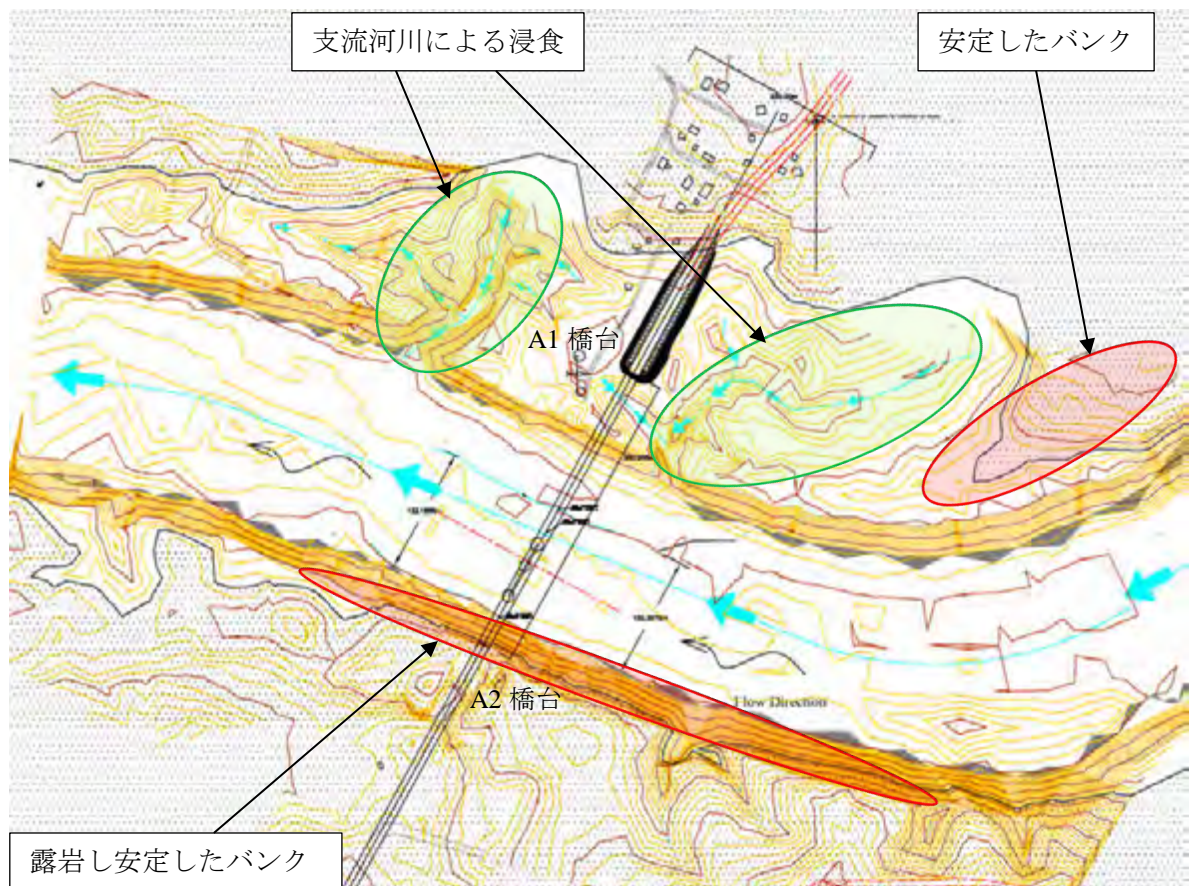 支流河川による浸食
安定したバンク
A1 橋台
A2 橋台
Flow Direction
露岩し安定したバンク